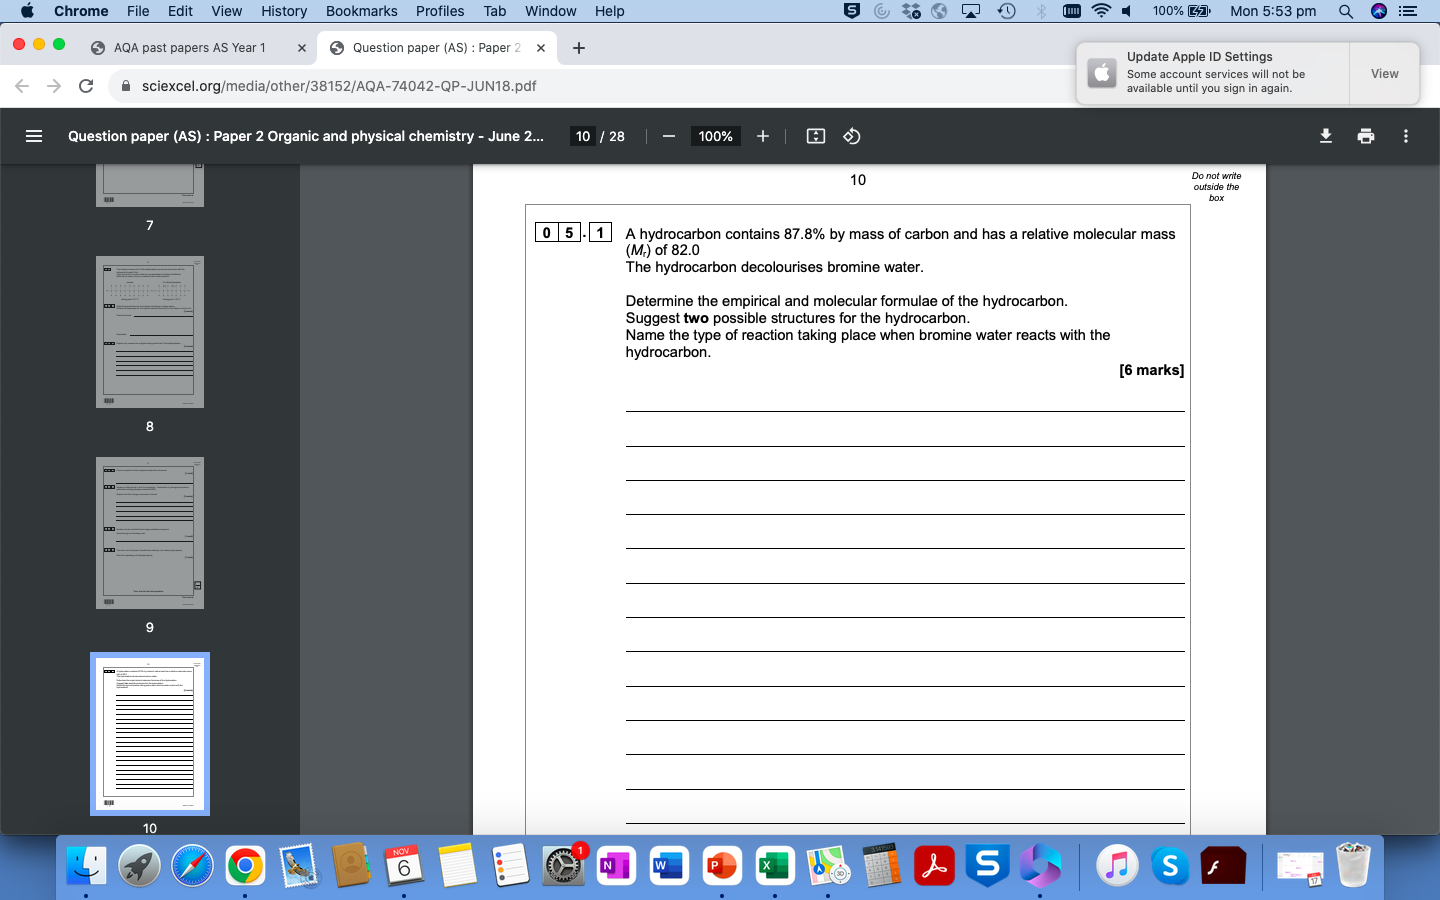 Chrome File Edit View History Bookmarks Profiles Tab Window Help 100% Mon 5:53 pm
AQA past papers AS Year 1
Question paper (AS) : Paper 2
sciexcel.org/media/other/38152/AQA-74042-QP-JUN18.pdf
Update Apple ID Settings
Some account services will not be
available until you sign in again.
View
Question paper (AS) : Paper 2 Organic and physical chemistry - June 2...
10 / 28
100%
7
8
9
10
10
Do not write
outside the
box
0 5 . 1 A hydrocarbon contains 87.8% by mass of carbon and has a relative molecular mass
(Mr) of 82.0
The hydrocarbon decolourises bromine water.
Determine the empirical and molecular formulae of the hydrocarbon.
Suggest two possible structures for the hydrocarbon.
Name the type of reaction taking place when bromine water reacts with the
hydrocarbon.
[6 marks]
NOV
6
1
N
W
P
X
3D
S
S
f
17